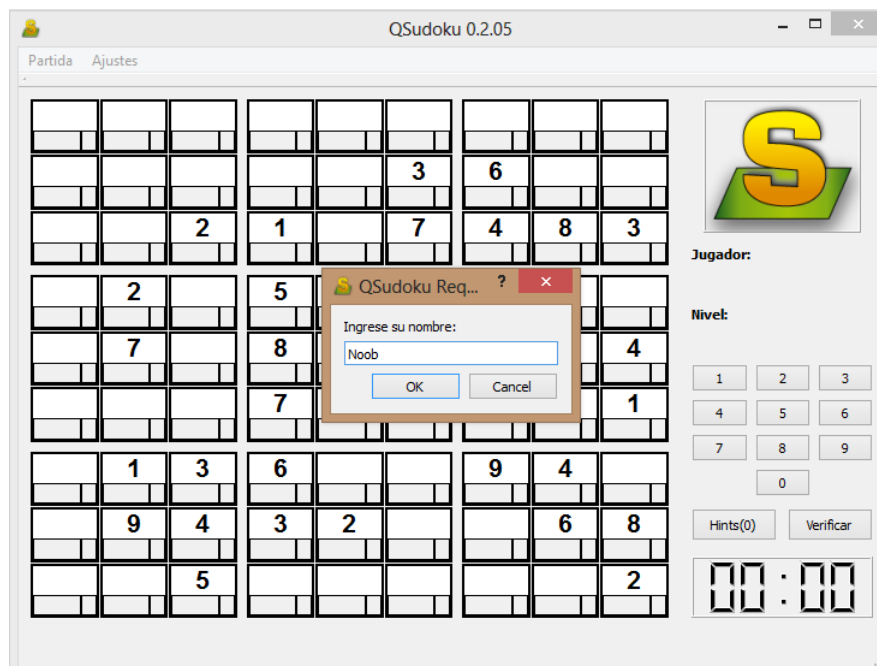 QSudoku 0.2.05
Partida Ajustes
3 6
2 1 7 4 8 3
Jugador:
2 5
QSudoku Req... ?
Nivel:
Ingrese su nombre:
7 8 4
Noob
1 2 3
OK Cancel
7 1
4 5 6
7 8 9
1 3 6 9 4
0
9 4 3 2 6 8
Hints(0) Verificar
5 2
00:00